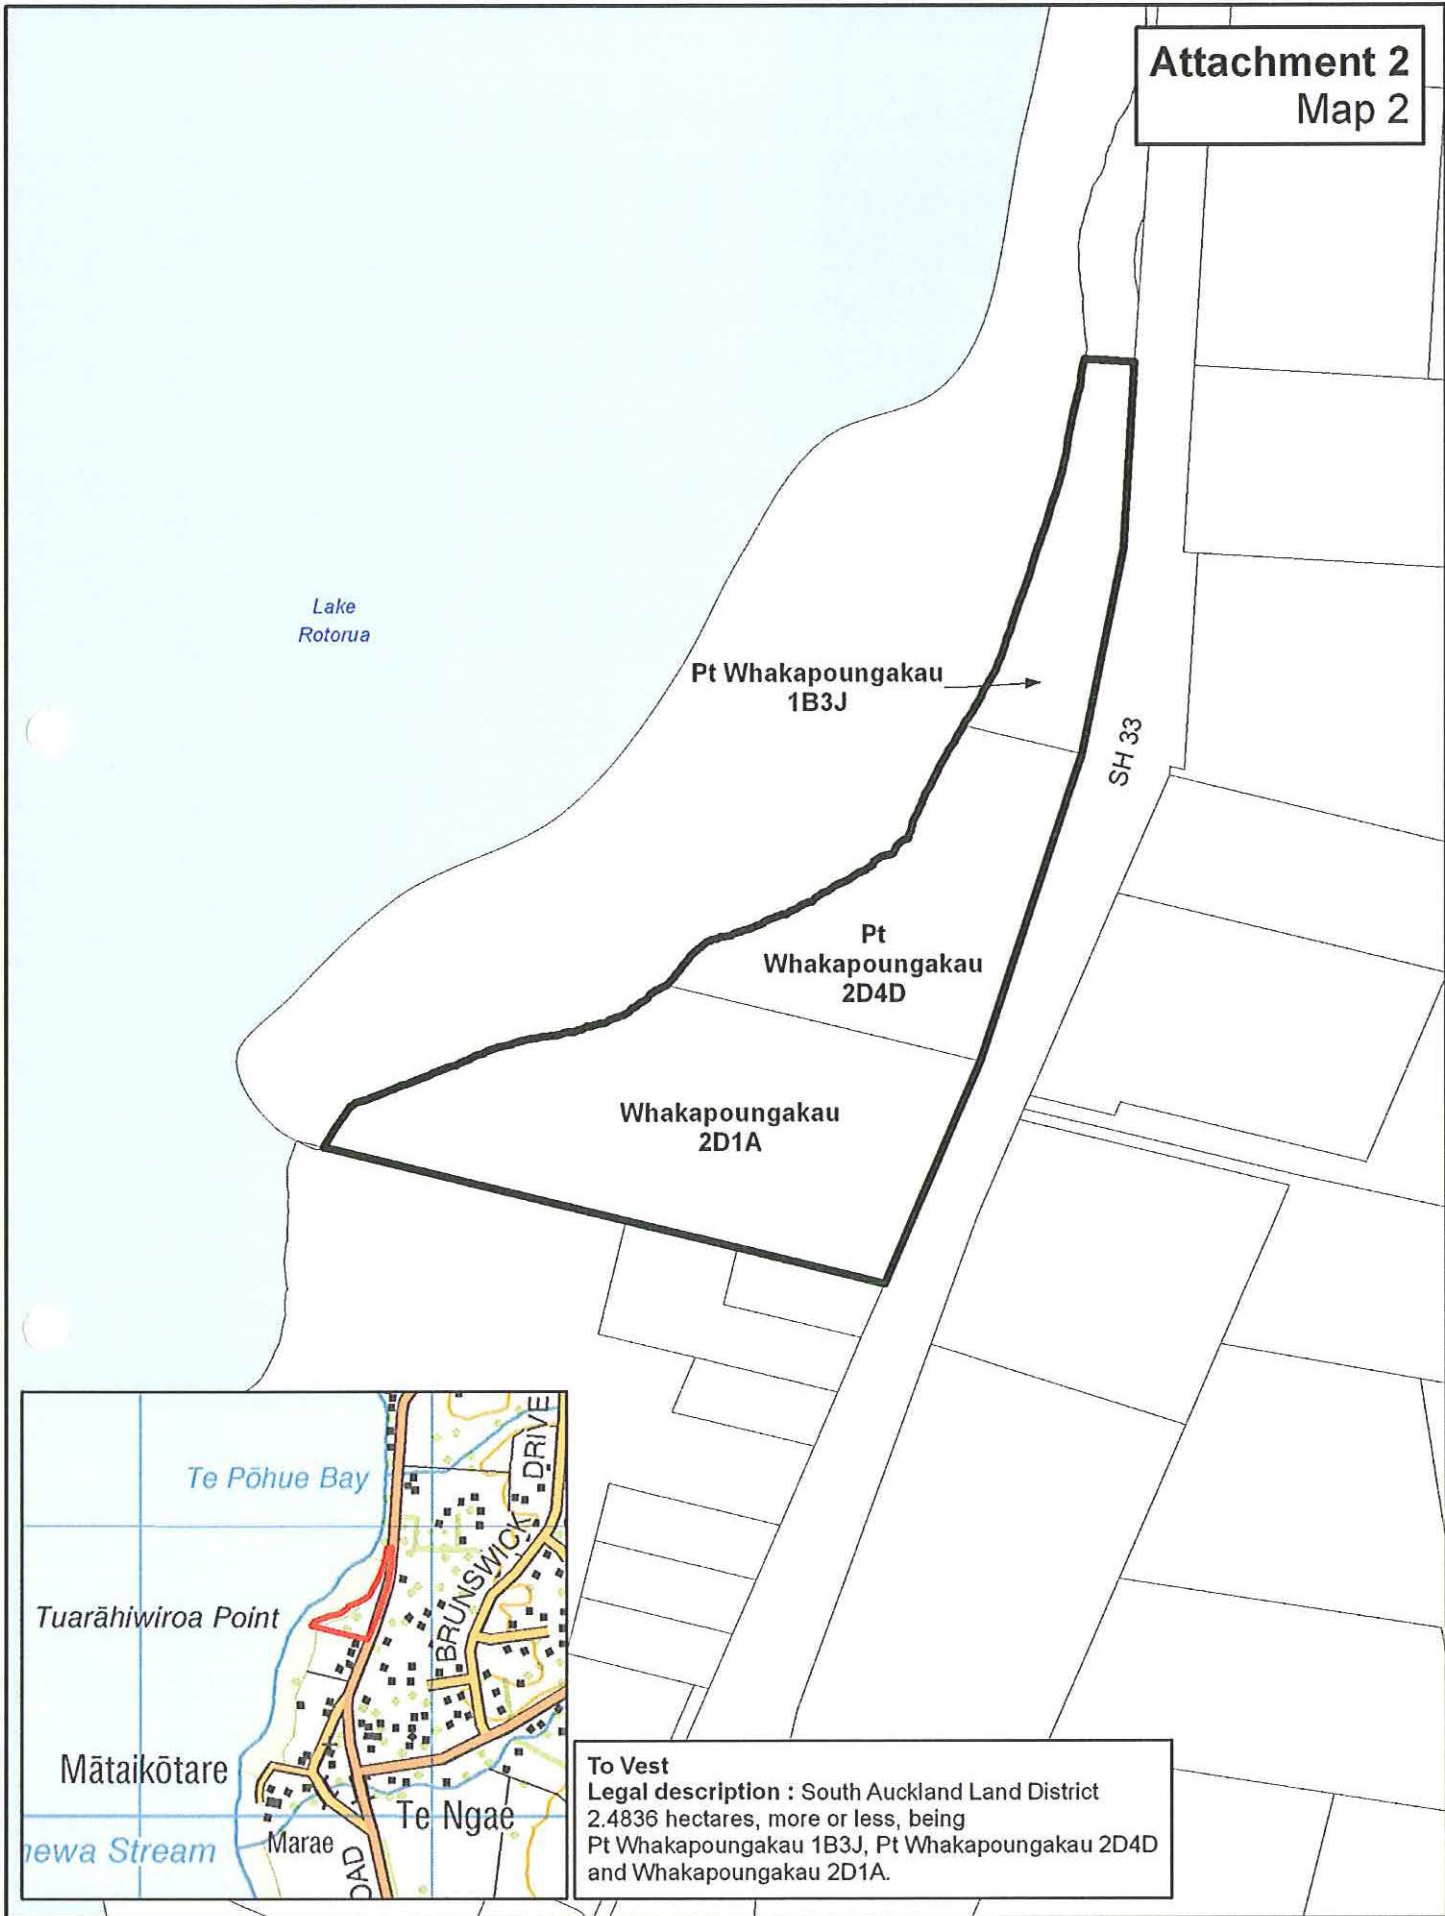 Attachment 2
Map 2
Lake
Rotorua
Pt Whakapoungakau
1B3J
SH 33
Pt
Whakapoungakau
2D4D
Whakapoungakau
2D1A
Te Pōhue Bay
DRIVE
BRUNSWICK
Tuarāhiwiroa Point
Mātaikōtare
Te Ngae
Marae
newa Stream
OAD
To Vest
Legal description : South Auckland Land District
2.4836 hectares, more or less, being
Pt Whakapoungakau 1B3J, Pt Whakapoungakau 2D4D
and Whakapoungakau 2D1A.